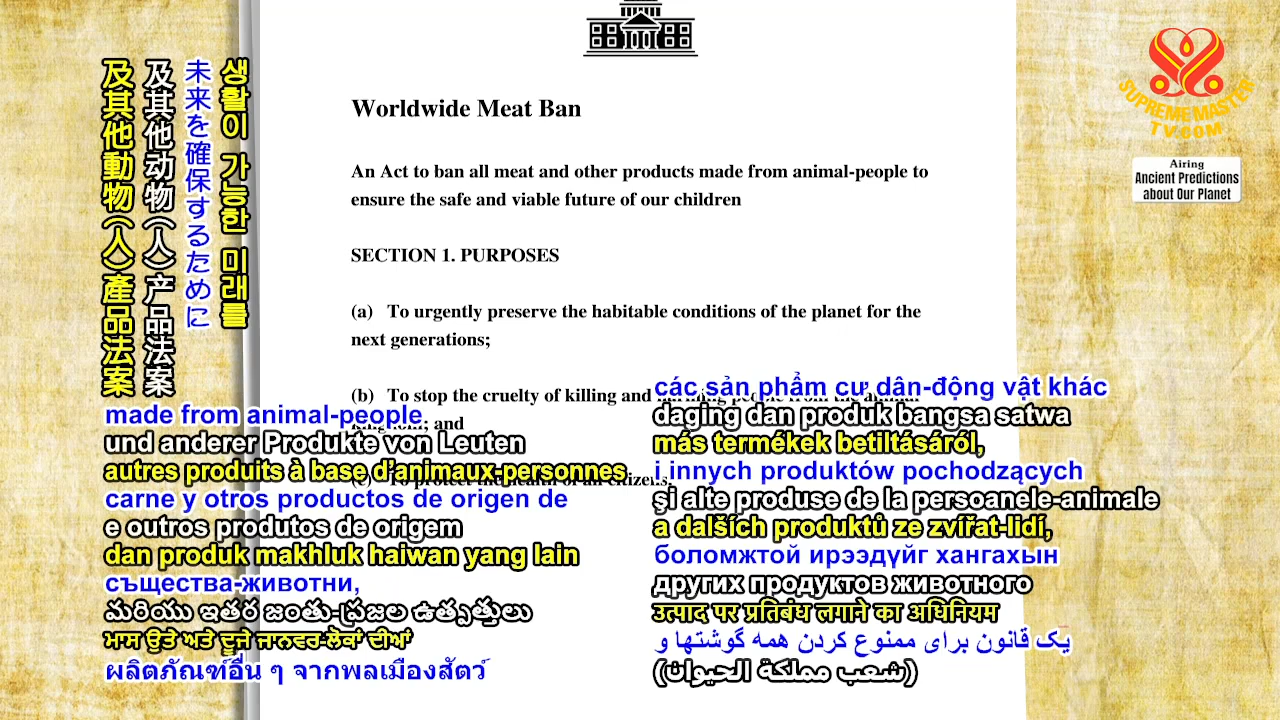 Worldwide Meat Ban
An Act to ban all meat and other products made from animal-people to
ensure the safe and viable future of our children
SECTION 1. PURPOSES
(a) To urgently preserve the habitable conditions of the planet for the
next generations;
(b) To stop the cruelty of killing and
; and
생활이 가능한 미래를
未来を確保するために
及其他动物(人)产品法案
及其他動物(人)產品法案
made from animal-people
und anderer Produkte von Leuten
autres produits à base d'animaux-personnes
carne y otros productos de origen de
e outros produtos de origem
dan produk makhluk haiwan yang lain
същества-животни,
మరియు ఇతర జంతు-ప్రజల ఉత్పత్తులు
ਮਾਸ ਉਤੇ ਅਤੇ ਦੂਜੇ ਜਾਨਵਰ-ਲੋਕਾਂ ਦੀਆਂ
ผลิตภัณฑ์อื่น ๆ จากพลเมืองสัตว์
các sản phẩm cư dân-động vật khác
daging dan produk bangsa satwa
más termékek betiltásáról,
i innych produktów pochodzących
şi alte produse de la persoanele-animale
a dalších produktů ze zvířat-lidí,
боломжтой ирээдүйг хангахын
других продуктов животного
उत्पाद पर प्रतिबंध लगाने का अधिनियम
یک قانون برای ممنوع کردن همه گوشتها و
(شعب مملكة الحيوان)
SUPREME MASTER
TV.COM
Airing
Ancient Predictions
about Our Planet